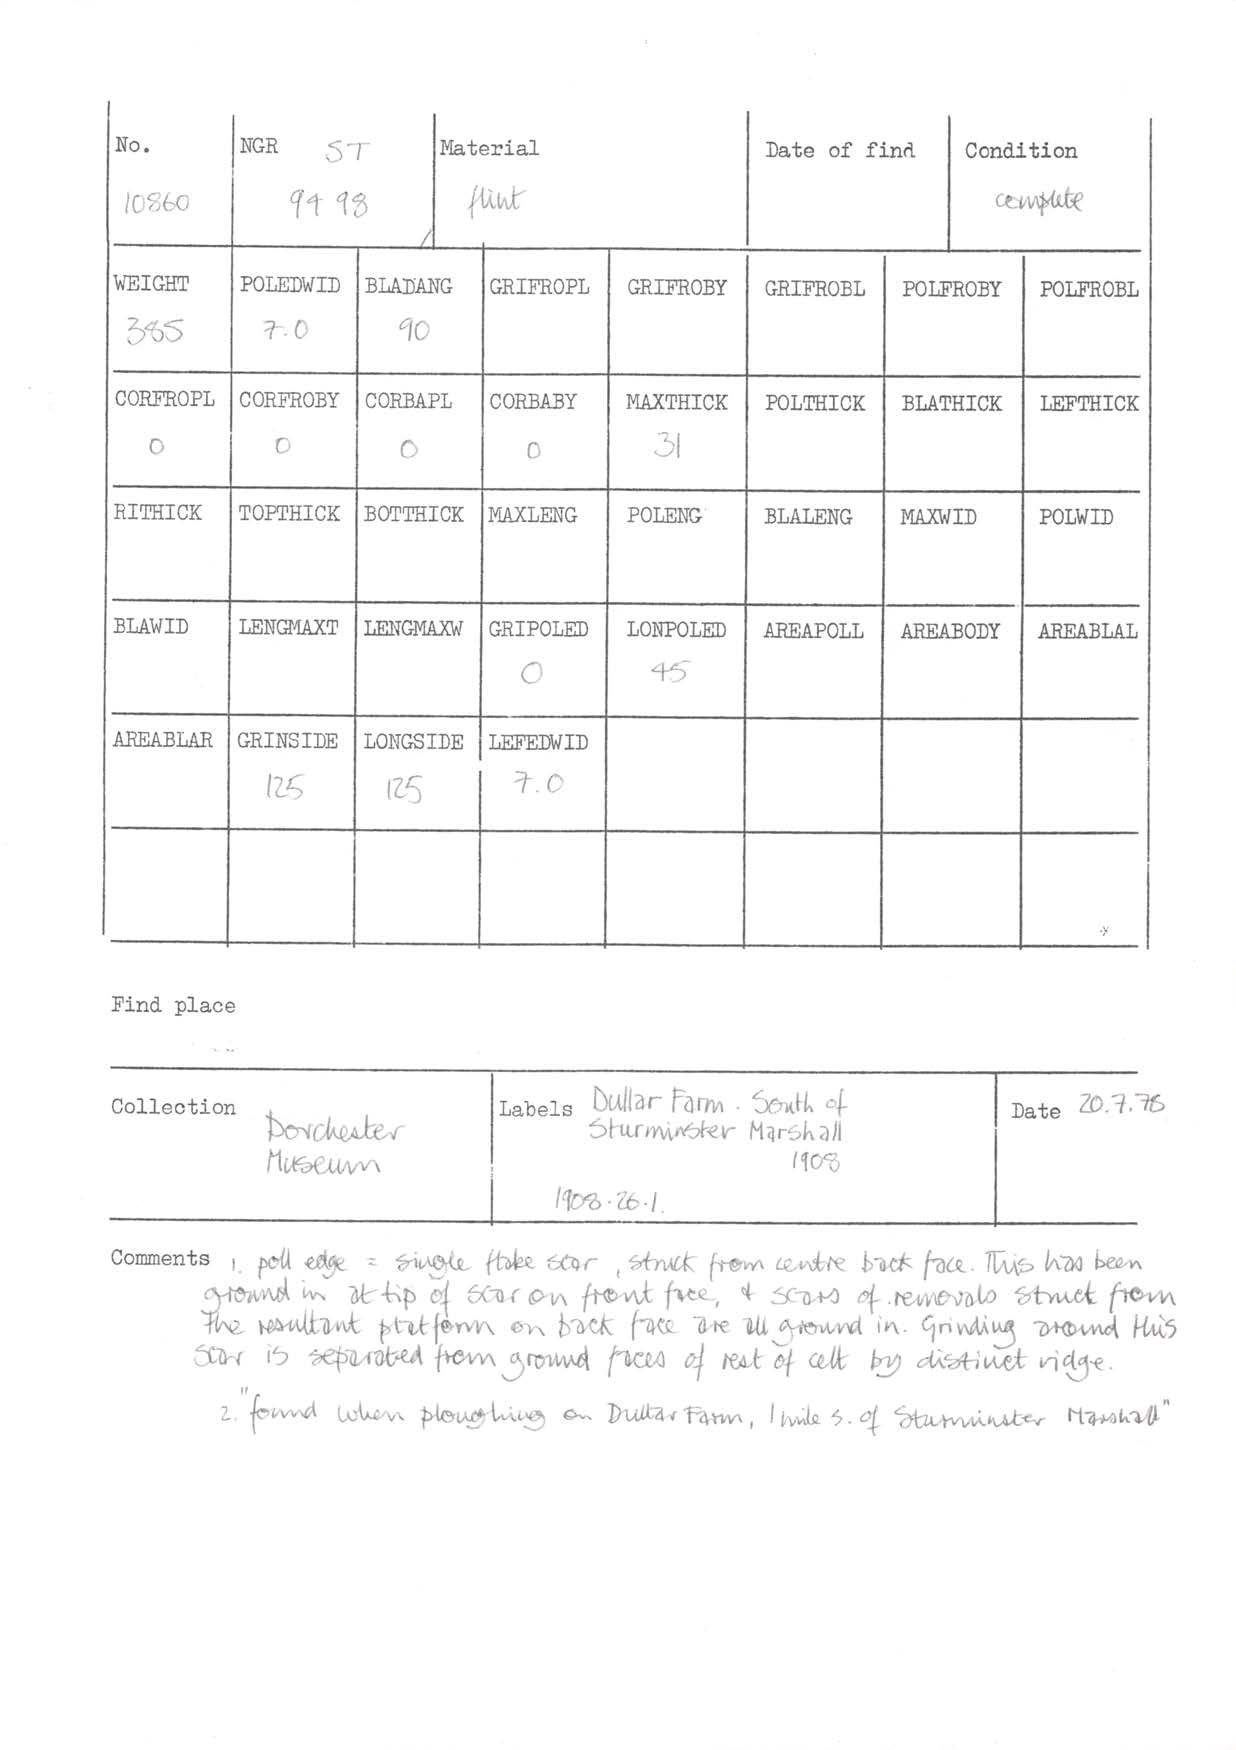 No. NGR ST Material Date of find Condition
10860 94 98 flint complete
WEIGHT POLEDWID BLADANG GRIFROPL GRIFROBY GRIFROBL POLFROBY POLFROBL
385 7.0 90
CORFROPL CORFROBY CORBAPL CORBABY MAXTHICK POLTHICK BLATHICK LEFTHICK
0 0 0 0 31
RITHICK TOPTHICK BOTTHICK MAXLENG POLENG BLALENG MAXWID POLWID
BLAWID LENGMAXT LENGMAXW GRIPOLED LONPOLED AREAPOLL AREABODY AREABLAL
0 45
AREABLAR GRINSIDE LONGSIDE LEFEDWID
125 125 7.0
Find place
Collection Dorchester
Museum
Labels Dullar Farm. South of
Sturminster Marshall
1908
1908.26.1.
Date 20.7.78
Comments 1. poll edge = single flake scar, struck from centre back face. This has been
ground in at tip of scar on front face, & scars of removals struck from
the resultant platform on back face are all ground in. Grinding around this
scar is separated from ground faces of rest of celt by distinct ridge.
2. "found when ploughing on Dullar Farm, 1 mile S. of Sturminster Marshall"